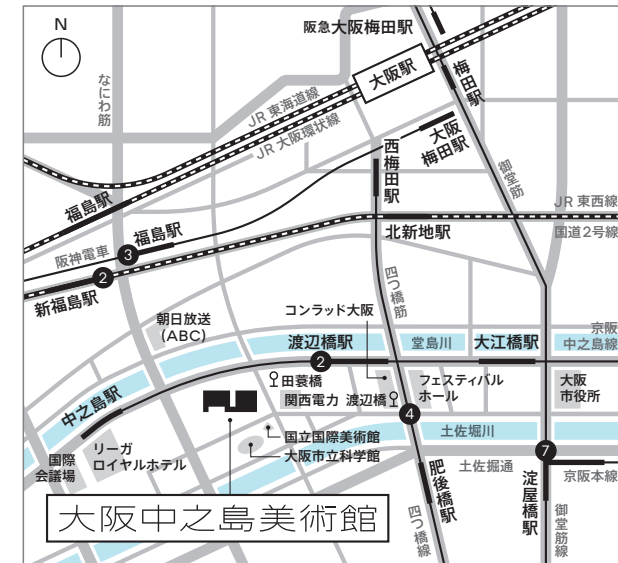 N
阪急大阪梅田駅
大阪駅
梅田駅
なにわ筋
JR 東海道線
JR 大阪環状線
大阪
梅田駅
西梅田駅
御堂筋
福島駅
JR 東西線
3
福島駅
北新地駅
国道2号線
阪神電車
2
新福島駅
四つ橋筋
朝日放送
(ABC)
コンラッド大阪
渡辺橋駅
堂島川
大江橋駅
京阪
中之島線
2
中之島駅
田蓑橋
関西電力
渡辺橋
フェスティバル
ホール
大阪
市役所
4
国立国際美術館
大阪市立科学館
土佐堀川
リーガ
ロイヤルホテル
国際
会議場
7
土佐堀通
京阪本線
肥後橋駅
淀屋橋駅
四つ橋線
御堂筋線
大阪中之島美術館